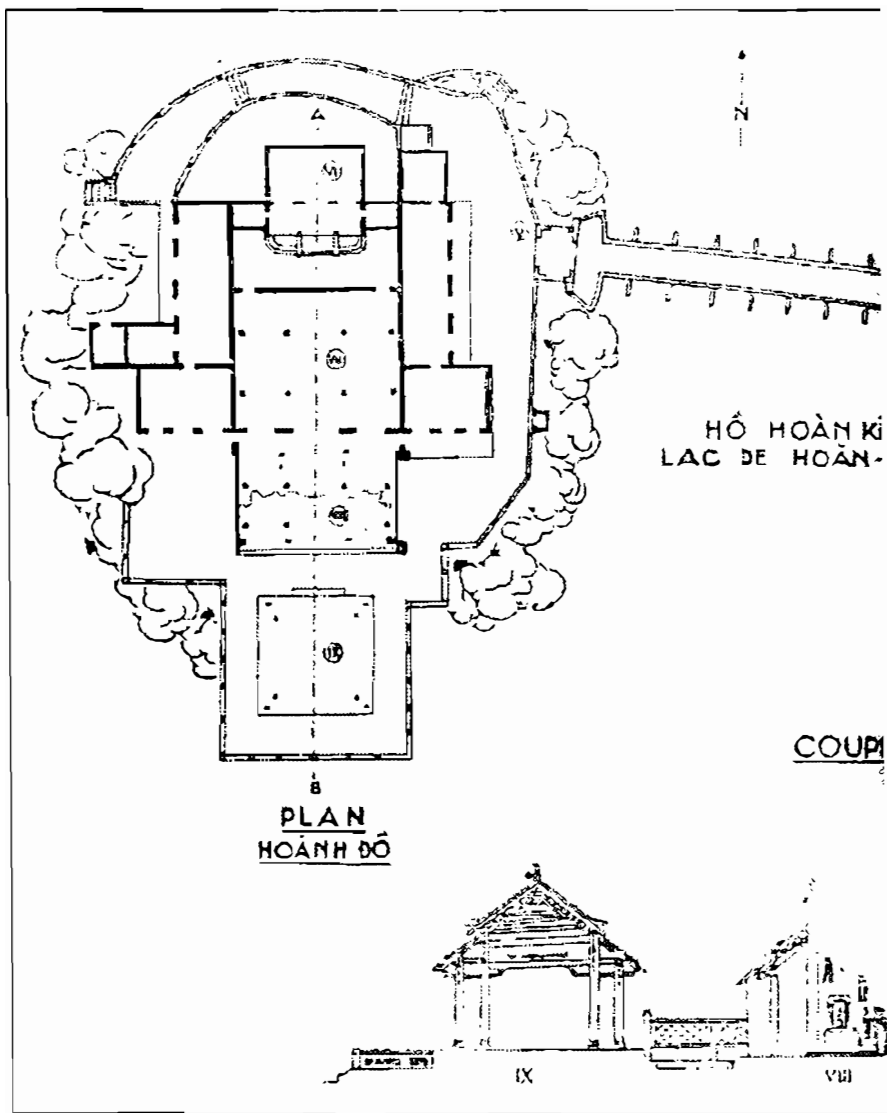 A
N
HỒ HOÀN KI
LAC DE HOÀN-
COUP
B
PLAN
HOÀNH ĐỒ
IX
VIII